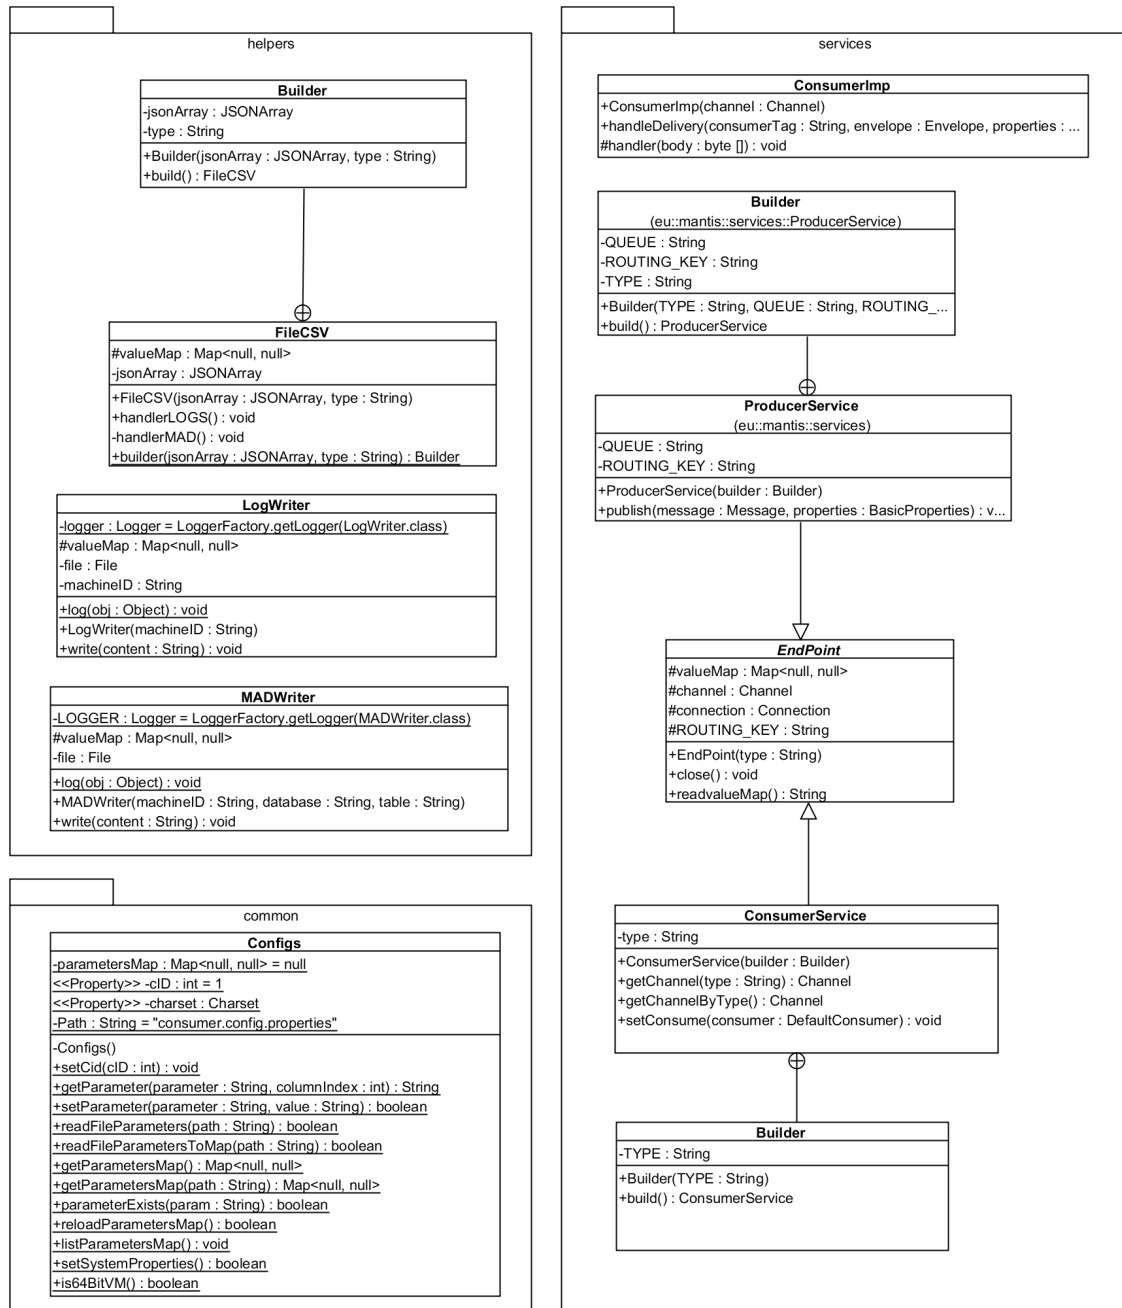 helpers
Builder
-jsonArray : JSONArray
-type : String
+Builder(jsonArray : JSONArray, type : String)
+build() : FileCSV
FileCSV
#valueMap : Map<null, null>
-jsonArray : JSONArray
+FileCSV(jsonArray : JSONArray, type : String)
+handlerLOGS() : void
-handlerMAD() : void
+builder(jsonArray : JSONArray, type : String) : Builder
LogWriter
-logger : Logger = LoggerFactory.getLogger(LogWriter.class)
#valueMap : Map<null, null>
-file : File
-machineID : String
+log(obj : Object) : void
+LogWriter(machineID : String)
+write(content : String) : void
MADWriter
-LOGGER : Logger = LoggerFactory.getLogger(MADWriter.class)
#valueMap : Map<null, null>
-file : File
+log(obj : Object) : void
+MADWriter(machineID : String, database : String, table : String)
+write(content : String) : void
common
Configs
-parametersMap : Map<null, null> = null
<<Property>> -cID : int = 1
<<Property>> -charset : Charset
-Path : String = "consumer.config.properties"
-Configs()
+setCid(cID : int) : void
+getParameter(parameter : String, columnIndex : int) : String
+setParameter(parameter : String, value : String) : boolean
+readFileParameters(path : String) : boolean
+readFileParametersToMap(path : String) : boolean
+getParametersMap() : Map<null, null>
+getParametersMap(path : String) : Map<null, null>
+parameterExists(param : String) : boolean
+reloadParametersMap() : boolean
+listParametersMap() : void
+setSystemProperties() : boolean
+is64BitVM() : boolean
services
ConsumerImp
+ConsumerImp(channel : Channel)
+handleDelivery(consumerTag : String, envelope : Envelope, properties : ...
#handler(body : byte []) : void
Builder
(eu::mantis::services::ProducerService)
-QUEUE : String
-ROUTING_KEY : String
-TYPE : String
+Builder(TYPE : String, QUEUE : String, ROUTING_...
+build() : ProducerService
ProducerService
(eu::mantis::services)
-QUEUE : String
-ROUTING_KEY : String
+ProducerService(builder : Builder)
+publish(message : Message, properties : BasicProperties) : v...
EndPoint
#valueMap : Map<null, null>
#channel : Channel
#connection : Connection
#ROUTING_KEY : String
+EndPoint(type : String)
+close() : void
+readvalueMap() : String
ConsumerService
-type : String
+ConsumerService(builder : Builder)
+getChannel(type : String) : Channel
+getChannelByType() : Channel
+setConsume(consumer : DefaultConsumer) : void
Builder
-TYPE : String
+Builder(TYPE : String)
+build() : ConsumerService